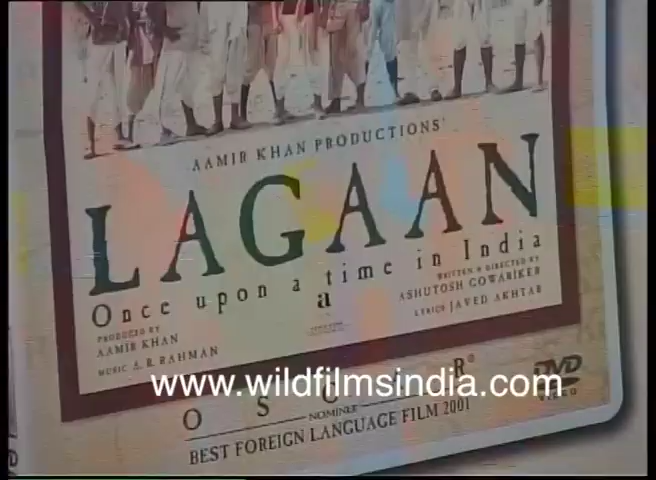 AAMIR KHAN PRODUCTIONS'
LAGAAN
Once upon a time in India
PRODUCED BY
AAMIR KHAN
MUSIC A. R. RAHMAN
a
WRITTEN & DIRECTED BY
ASHUTOSH GOWARIKER
LYRICS JAVED AKHTAR
www.wildfilmsindia.com
O S C A R®
NOMINEE
BEST FOREIGN LANGUAGE FILM 2001
DVD
VIDEO